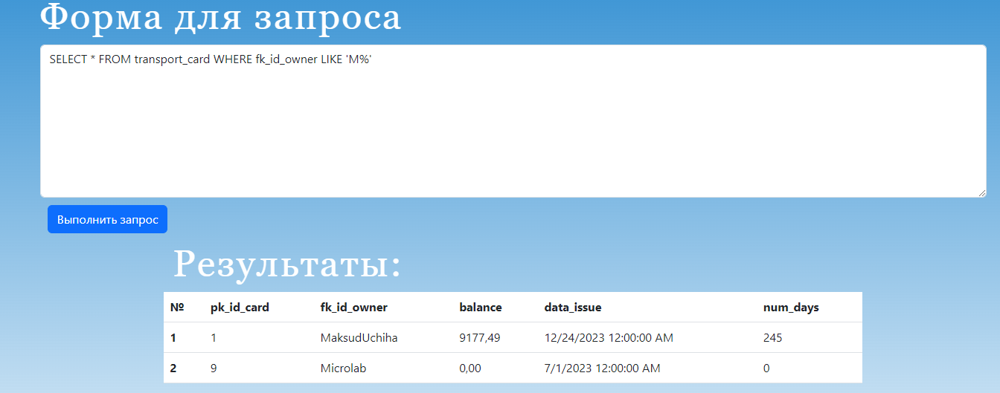 Форма для запроса
SELECT * FROM transport_card WHERE fk_id_owner LIKE 'M%'
Выполнить запрос
Результаты:
№ pk_id_card fk_id_owner balance data_issue num_days
1 1 MaksudUchiha 9177,49 12/24/2023 12:00:00 AM 245
2 9 Microlab 0,00 7/1/2023 12:00:00 AM 0